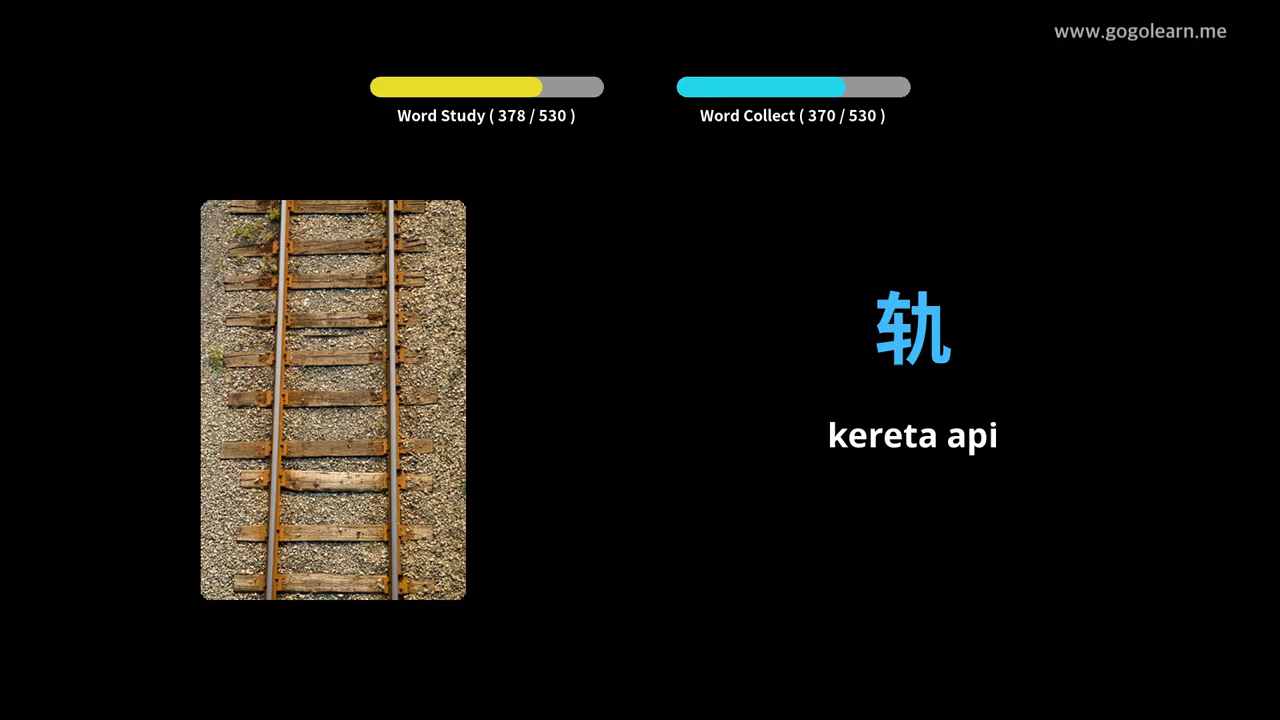 www.gogolearn.me
Word Study ( 378 / 530 )
Word Collect ( 370 / 530 )
轨
kereta api